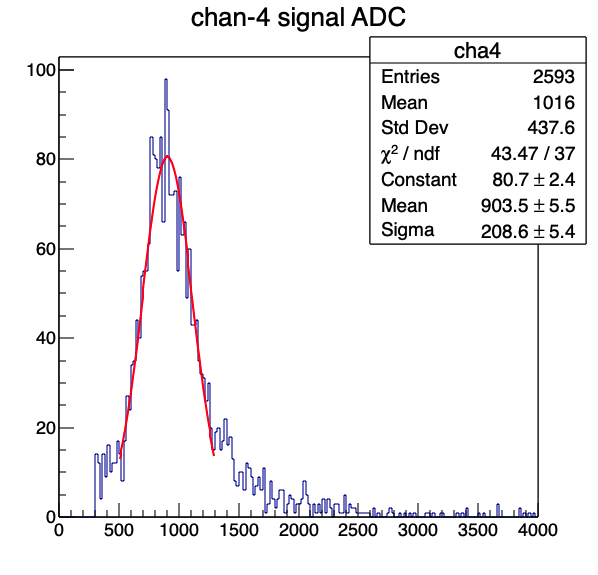 chan-4 signal ADC
cha4
Entries 2593
Mean 1016
Std Dev 437.6
χ² / ndf 43.47 / 37
Constant 80.7 ± 2.4
Mean 903.5 ± 5.5
Sigma 208.6 ± 5.4
100
80
60
40
20
0
0 500 1000 1500 2000 2500 3000 3500 4000